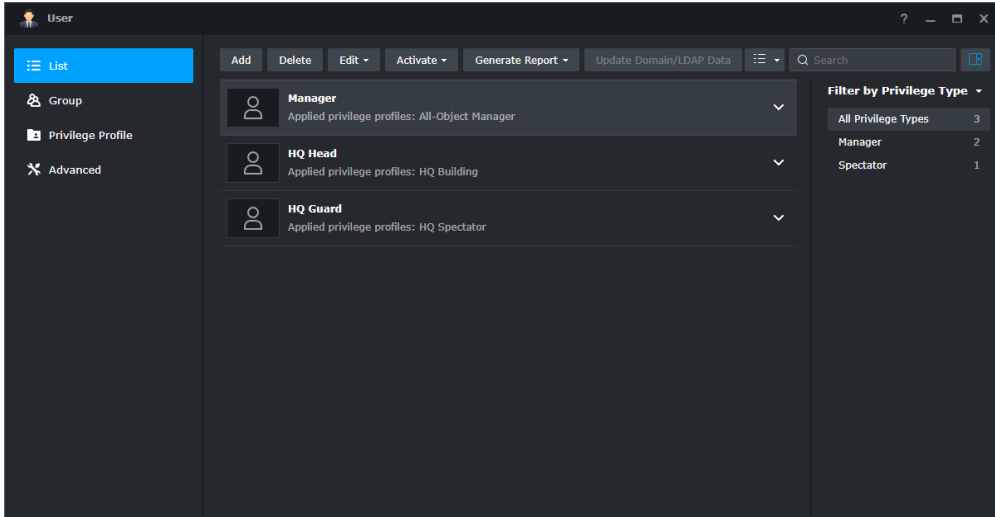 User
?
List
Group
Privilege Profile
Advanced
Add Delete Edit Activate Generate Report Update Domain/LDAP Data Search
Manager
Applied privilege profiles: All-Object Manager
HQ Head
Applied privilege profiles: HQ Building
HQ Guard
Applied privilege profiles: HQ Spectator
Filter by Privilege Type
All Privilege Types 3
Manager 2
Spectator 1